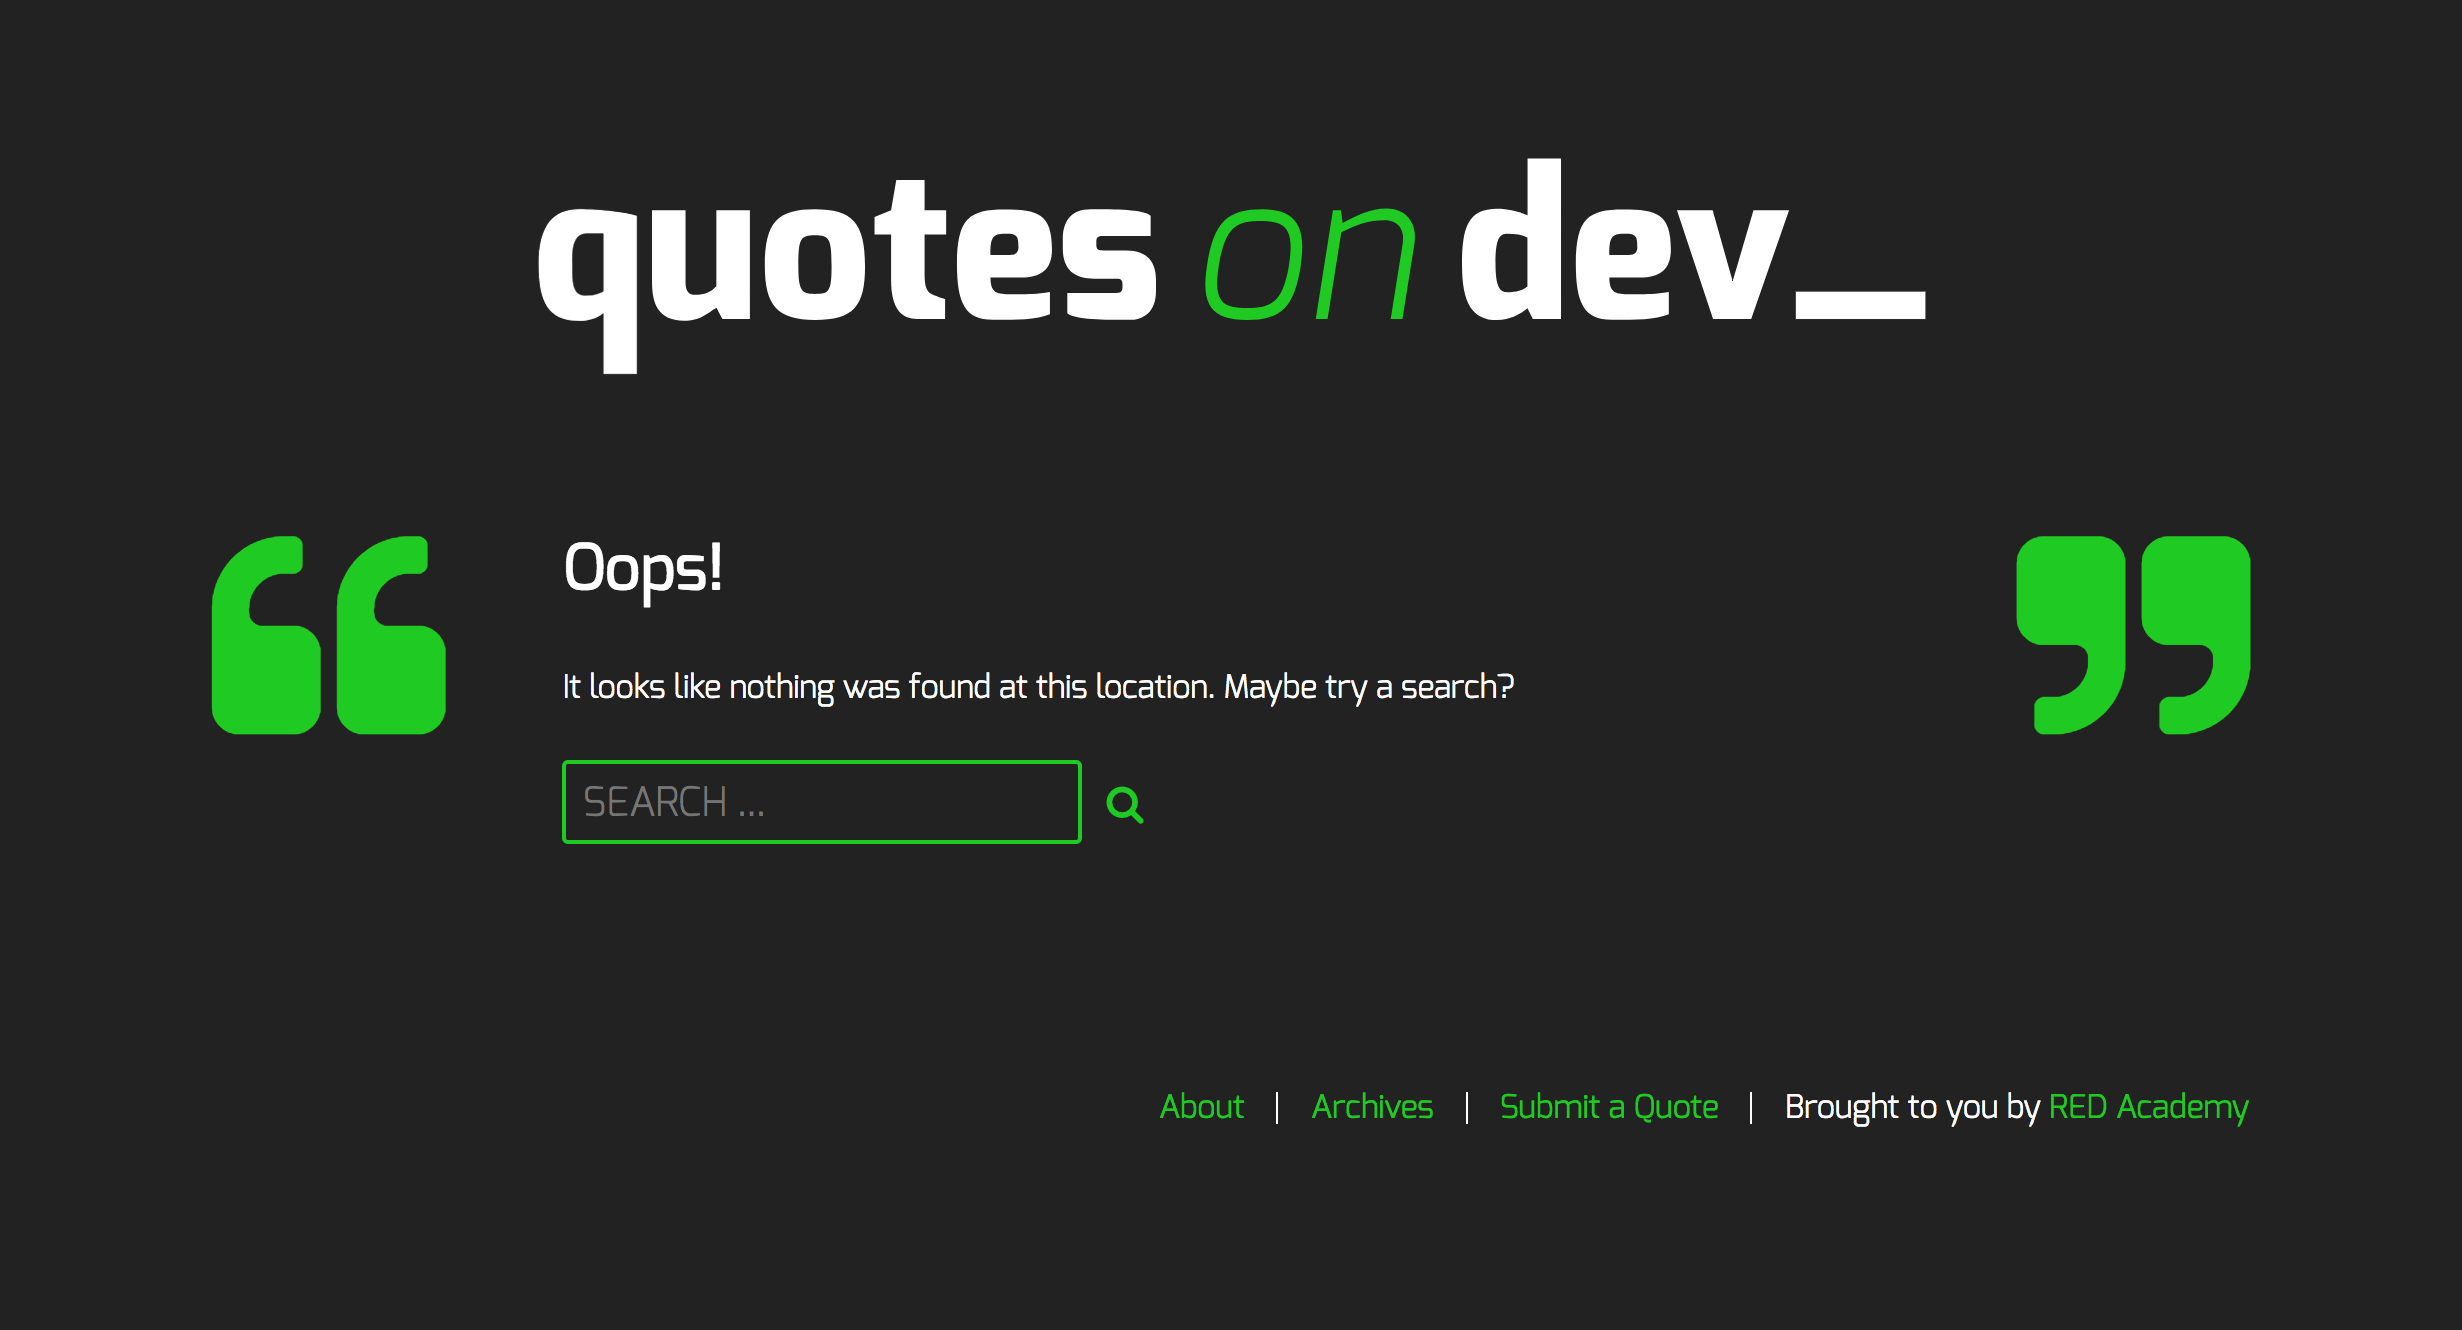 quotes on dev_
Oops!
It looks like nothing was found at this location. Maybe try a search?
SEARCH ...
About | Archives | Submit a Quote | Brought to you by RED Academy